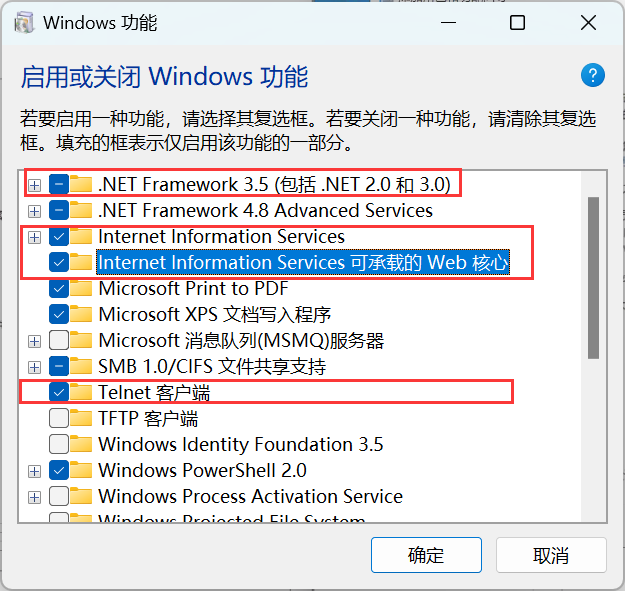 Windows 功能
启用或关闭 Windows 功能
?
若要启用一种功能，请选择其复选框。若要关闭一种功能，请清除其复选
框。填充的框表示仅启用该功能的一部分。
.NET Framework 3.5 (包括 .NET 2.0 和 3.0)
.NET Framework 4.8 Advanced Services
Internet Information Services
Internet Information Services 可承载的 Web 核心
Microsoft Print to PDF
Microsoft XPS 文档写入程序
Microsoft 消息队列(MSMQ)服务器
SMB 1.0/CIFS 文件共享支持
Telnet 客户端
TFTP 客户端
Windows Identity Foundation 3.5
Windows PowerShell 2.0
Windows Process Activation Service
Windows Projected File System
确定
取消